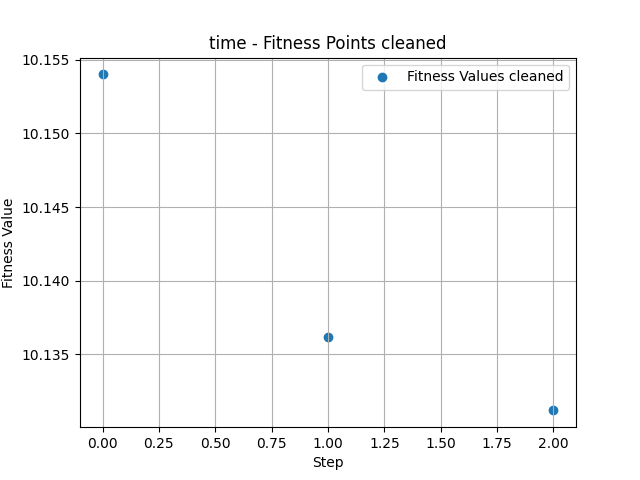 time - Fitness Points cleaned
Fitness Values cleaned
10.155
10.150
10.145
10.140
10.135
Fitness Value
0.00 0.25 0.50 0.75 1.00 1.25 1.50 1.75 2.00
Step